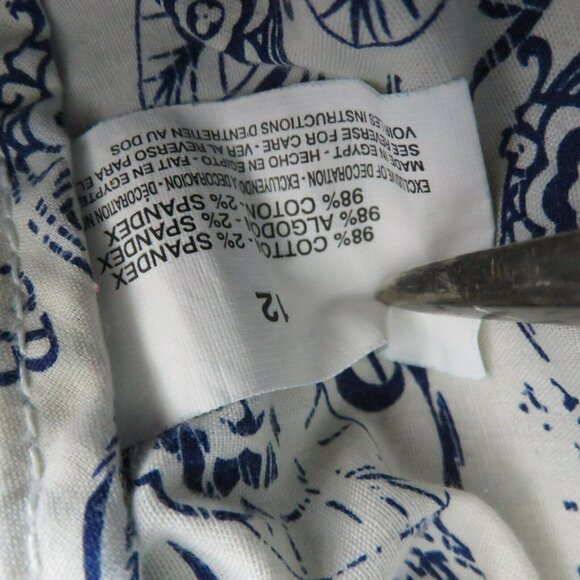 12
98% COTTON - 2% SPANDEX
98% ALGODON - 2% SPANDEX
98% COTON - 2% SPANDEX
EXCLUSIVE OF DECORATION - EXCLUYENDO DECORACION - DÉCORATION
MADE IN EGYPT - HECHO EN EGIPTO - FAIT EN EGYPTE
SEE REVERSE FOR CARE - VER AL REVERSO PARA EL
VOIR LES INSTRUCTIONS D'ENTRETIEN AU DOS